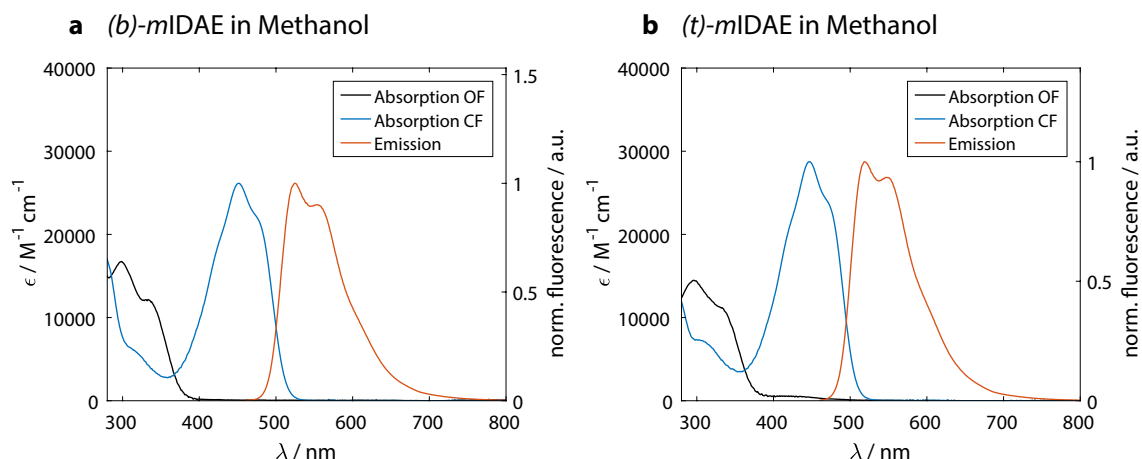 a (b)-mIDAE in Methanol
40000
30000
20000
10000
0
ϵ / M⁻¹ cm⁻¹
300 400 500 600 700 800
λ / nm
1.5
1
0.5
0
norm. fluorescence / a.u.
Absorption OF
Absorption CF
Emission
b (t)-mIDAE in Methanol
40000
30000
20000
10000
0
ϵ / M⁻¹ cm⁻¹
300 400 500 600 700 800
λ / nm
1
0.5
0
norm. fluorescence / a.u.
Absorption OF
Absorption CF
Emission